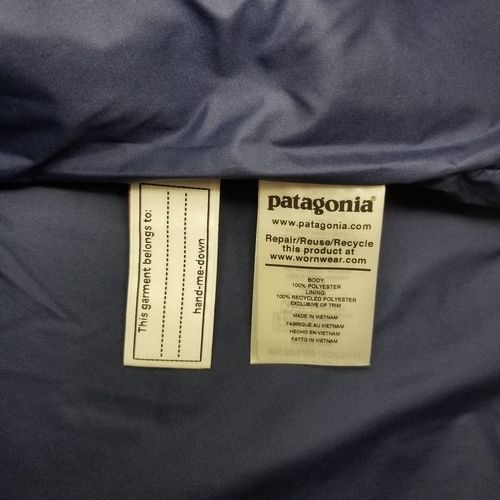 This garment belongs to:
hand-me-down
patagonia®
www.patagonia.com
Repair/Reuse/Recycle
this product at
www.wornwear.com
BODY:
100% POLYESTER
LINING:
100% RECYCLED POLYESTER
EXCLUSIVE OF TRIM
MADE IN VIETNAM
FABRIQUÉ AU VIETNAM
HECHO EN VIETNAM
FATTO IN VIETNAM